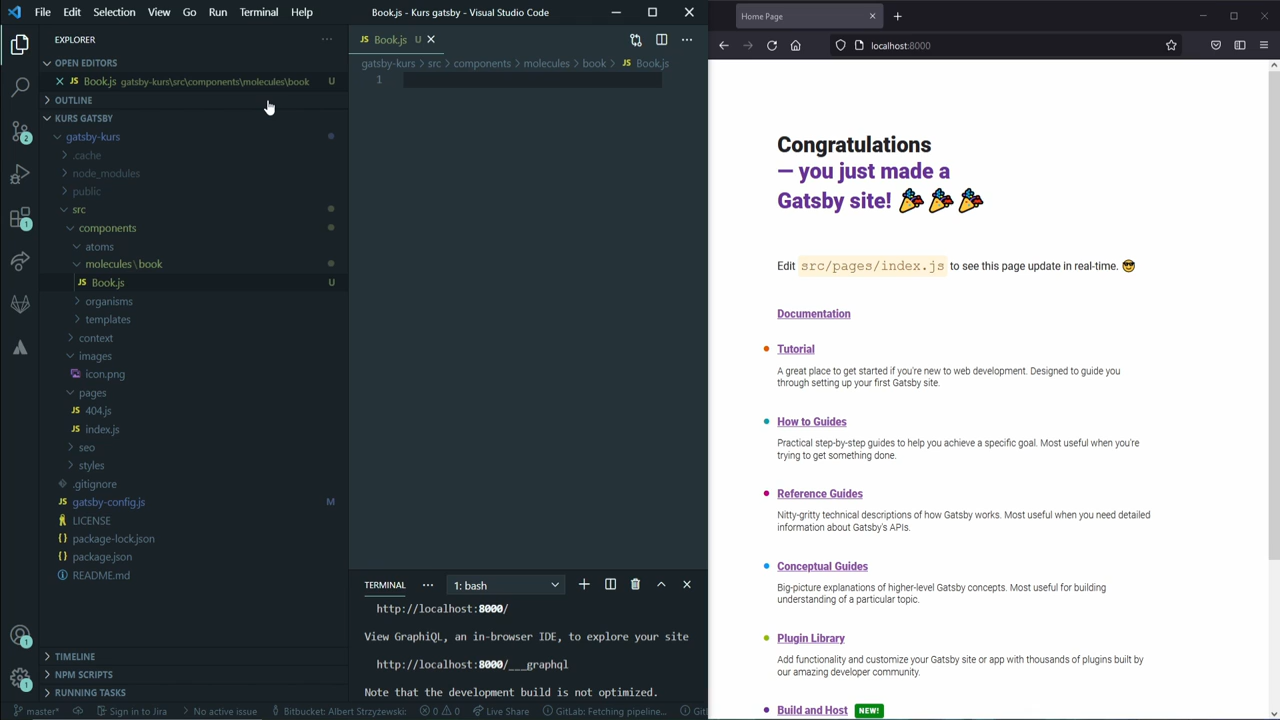 File Edit Selection View Go Run Terminal Help
Book.js - Kurs gatsby - Visual Studio Code
EXPLORER
OPEN EDITORS
Book.js gatsby-kurs\src\components\molecules\book U
OUTLINE
KURS GATSBY
gatsby-kurs
.cache
node_modules
public
src
components
atoms
molecules\book
Book.js U
organisms
templates
context
images
icon.png
pages
404.js
index.js
seo
styles
.gitignore
gatsby-config.js M
LICENSE
package-lock.json
package.json
README.md
TIMELINE
NPM SCRIPTS
RUNNING TASKS
2
1
1
1
Book.js U
gatsby-kurs > src > components > molecules > book > Book.js
1
TERMINAL
1: bash
http://localhost:8000/
View GraphiQL, an in-browser IDE, to explore your site
http://localhost:8000/___graphql
Note that the development build is not optimized.
master* Sign in to Jira No active issue Bitbucket: Albert Strzyżewski: 0 0 Live Share GitLab: Fetching pipeline... Git
Home Page
localhost:8000
Congratulations
— you just made a
Gatsby site!
Edit src/pages/index.js to see this page update in real-time.
Documentation
Tutorial
A great place to get started if you're new to web development. Designed to guide you
through setting up your first Gatsby site.
How to Guides
Practical step-by-step guides to help you achieve a specific goal. Most useful when you're
trying to get something done.
Reference Guides
Nitty-gritty technical descriptions of how Gatsby works. Most useful when you need detailed
information about Gatsby's APIs.
Conceptual Guides
Big-picture explanations of higher-level Gatsby concepts. Most useful for building
understanding of a particular topic.
Plugin Library
Add functionality and customize your Gatsby site or app with thousands of plugins built by
our amazing developer community.
Build and Host NEW!